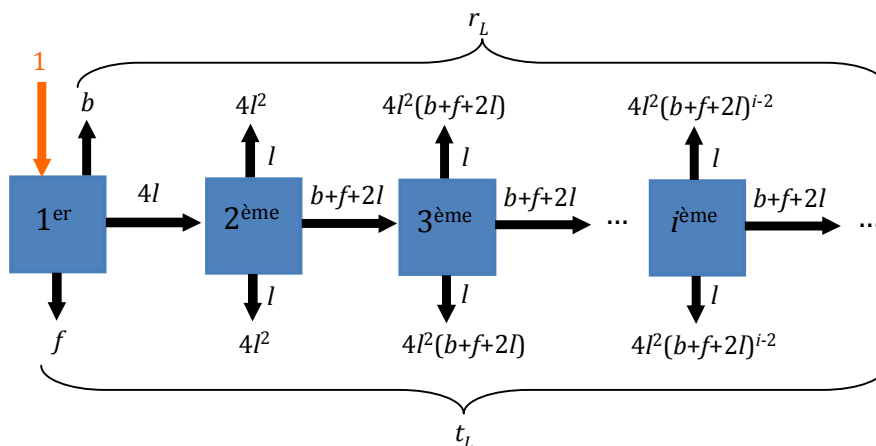 r_L
1
b
4l²
4l²(b+f+2l)
4l²(b+f+2l)^{i-2}
l
l
l
1^{er}
4l
2^{ème}
b+f+2l
3^{ème}
b+f+2l
...
i^{ème}
b+f+2l
...
l
l
l
f
4l²
4l²(b+f+2l)
4l²(b+f+2l)^{i-2}
t_L